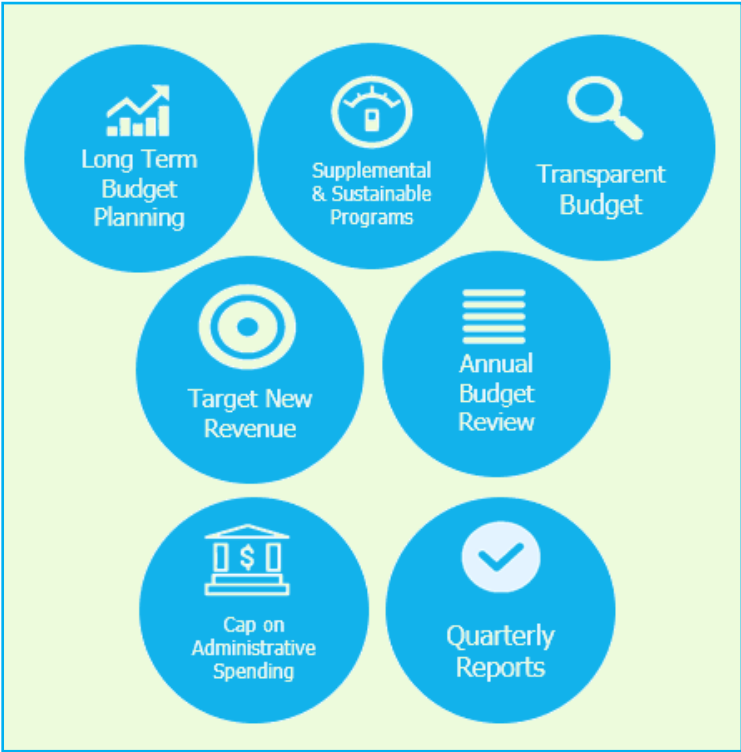 Long Term
Budget
Planning
Supplemental
& Sustainable
Programs
Transparent
Budget
Target New
Revenue
Annual
Budget
Review
$
Cap on
Administrative
Spending
Quarterly
Reports